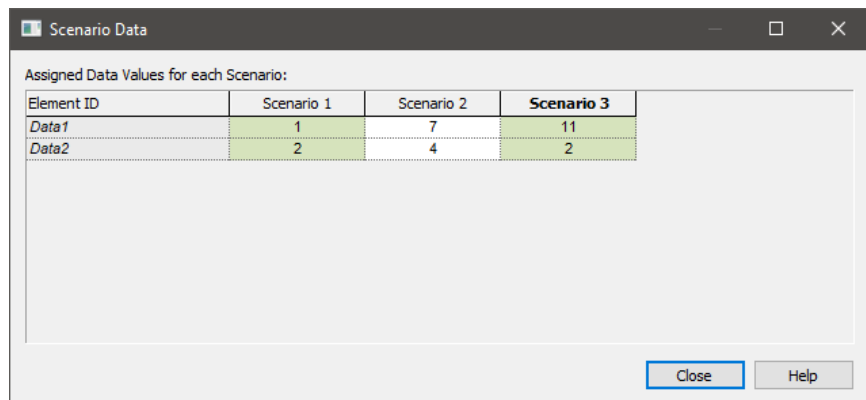 Scenario Data
Assigned Data Values for each Scenario:
Element ID Scenario 1 Scenario 2 Scenario 3
Data1 1 7 11
Data2 2 4 2
Close Help